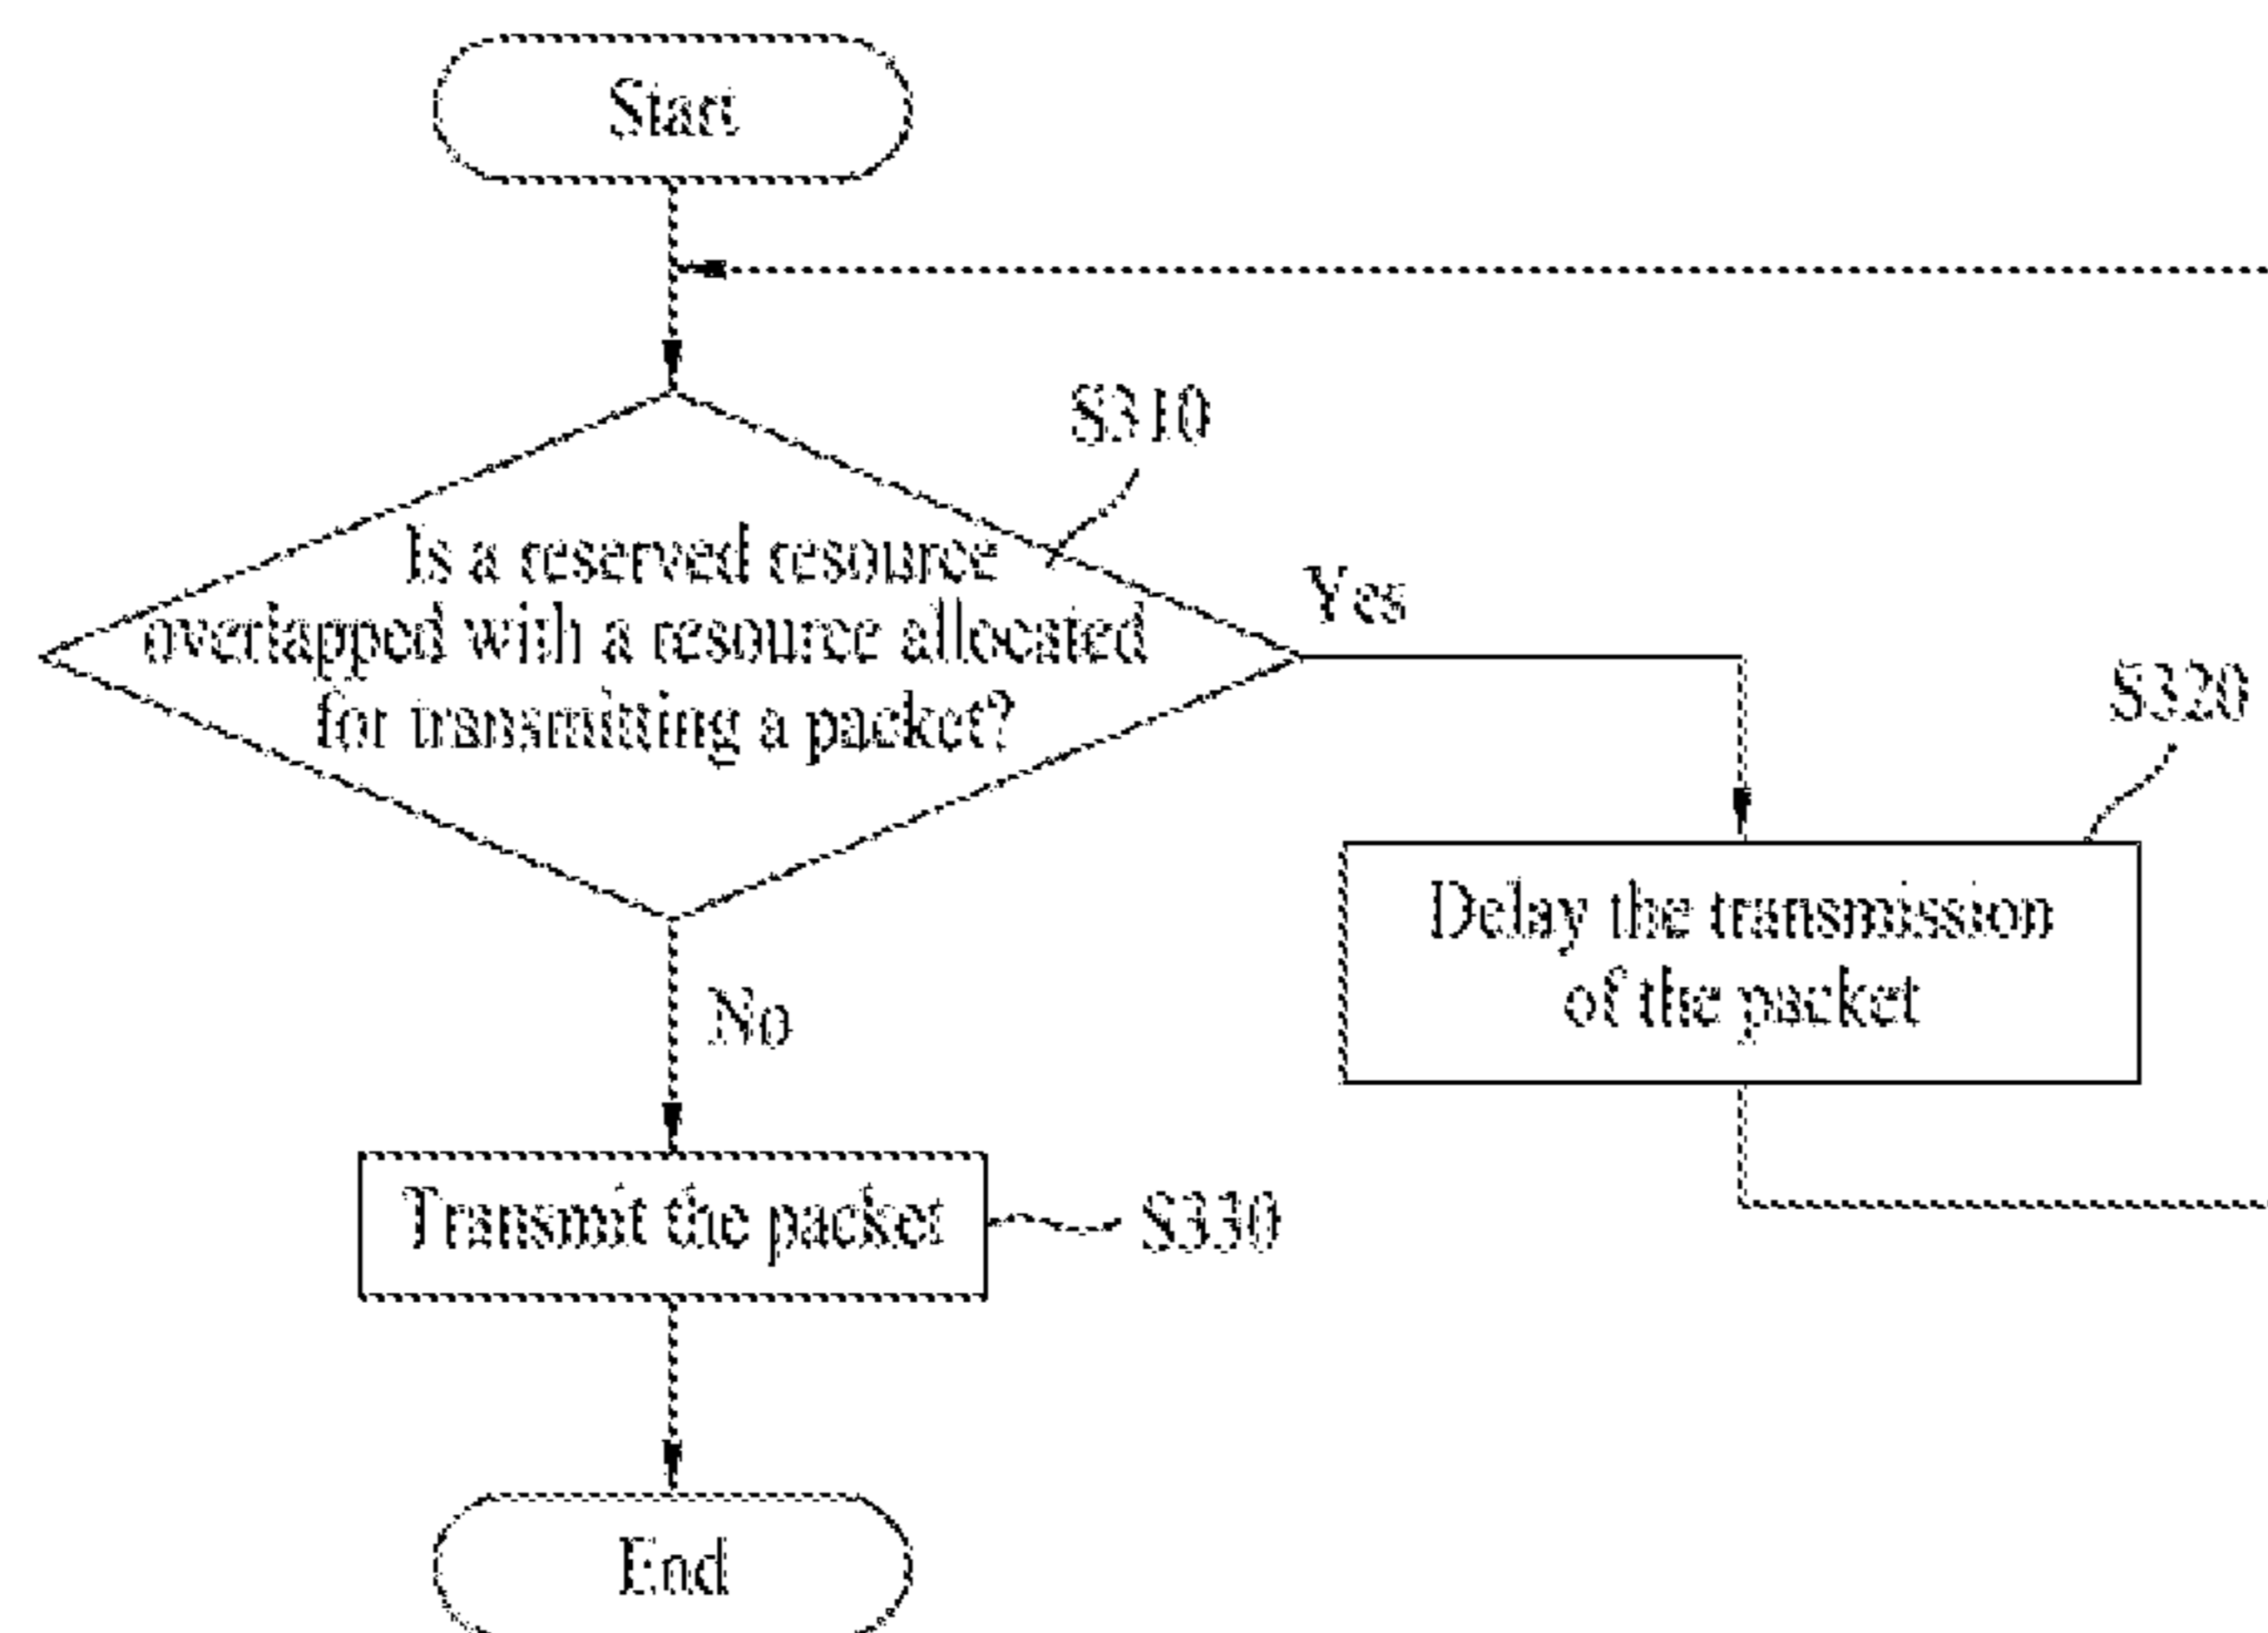 Start
S310
Is a reserved resource
overlapped with a resource allocated
for transmitting a packet?
Yes
S320
Delay the transmission
of the packet
No
Transmit the packet
S330
End